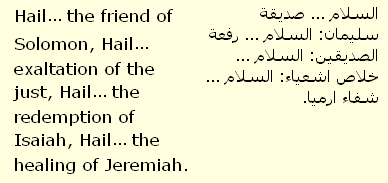 Hail... the friend of
Solomon, Hail...
exaltation of the
just, Hail... the
redemption of
Isaiah, Hail... the
healing of Jeremiah.
السلام ... صديقة
سليمان: السلام ... رفعة
الصديقين: السلام ...
خلاص اشعياء: السلام ...
شفاء ارميا.